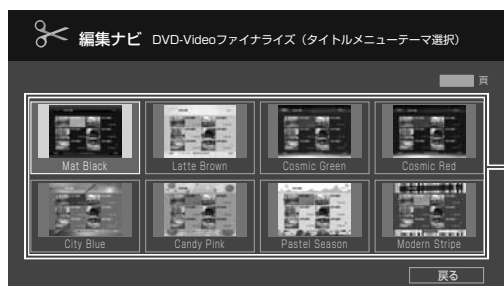 編集ナビ DVD-Videoファイナライズ（タイトルメニューテーマ選択）
頁
Mat Black Latte Brown Cosmic Green Cosmic Red
City Blue Candy Pink Pastel Season Modern Stripe
戻る